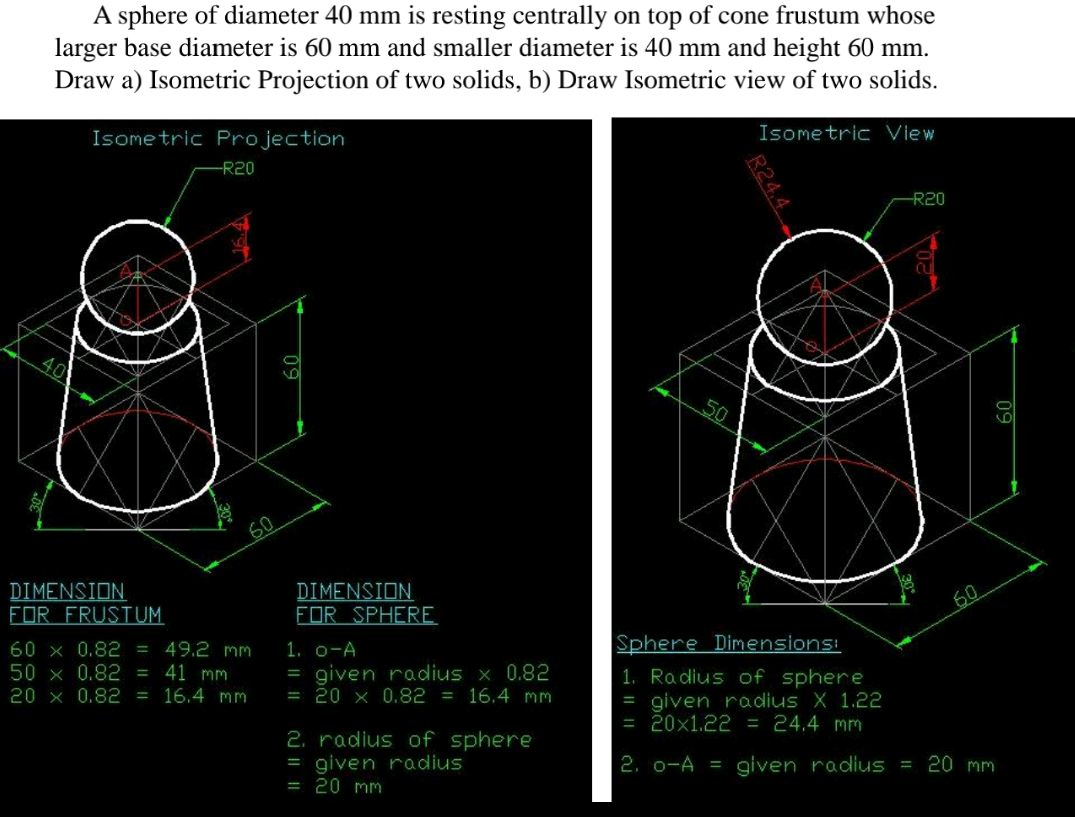 A sphere of diameter 40 mm is resting centrally on top of cone frustum whose
larger base diameter is 60 mm and smaller diameter is 40 mm and height 60 mm.
Draw a) Isometric Projection of two solids, b) Draw Isometric view of two solids.
Isometric Projection
R20
16.4
A
O
40
60
30°
30°
60
DIMENSION
FOR FRUSTUM
60 x 0.82 = 49.2 mm
50 x 0.82 = 41 mm
20 x 0.82 = 16.4 mm
DIMENSION
FOR SPHERE
1. o-A
= given radius x 0.82
= 20 x 0.82 = 16.4 mm
2. radius of sphere
= given radius
= 20 mm
Isometric View
R24.4
R20
20
A
O
50
60
30°
30°
60
Sphere Dimensions:
1. Radius of sphere
= given radius X 1.22
= 20x1.22 = 24.4 mm
2. o-A = given radius = 20 mm